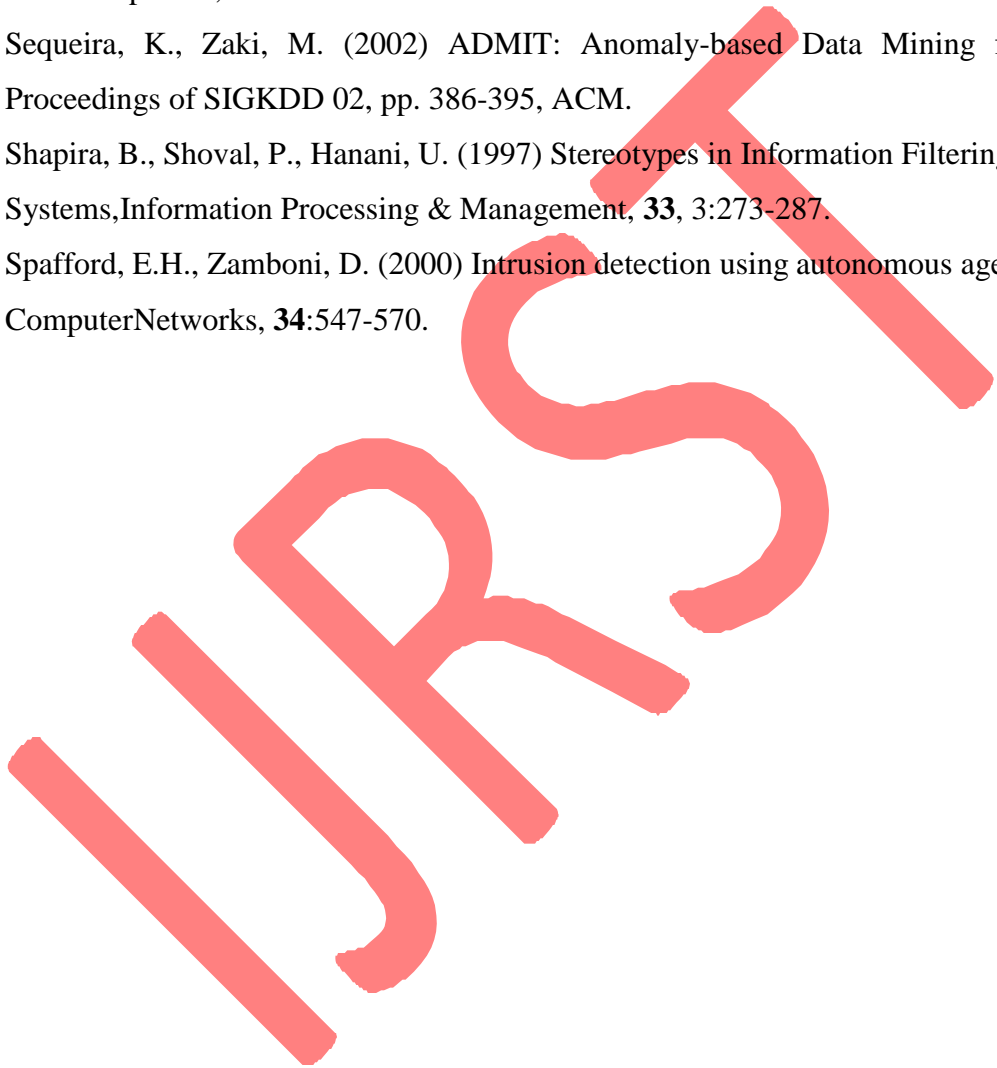 Sequeira, K., Zaki, M. (2002) ADMIT: Anomaly-based Data Mining
Proceedings of SIGKDD 02, pp. 386-395, ACM.
Shapira, B., Shoval, P., Hanani, U. (1997) Stereotypes in Information Filtering
Systems,Information Processing & Management, 33, 3:273-287.
Spafford, E.H., Zamboni, D. (2000) Intrusion detection using autonomous age
ComputerNetworks, 34:547-570.
IJRST